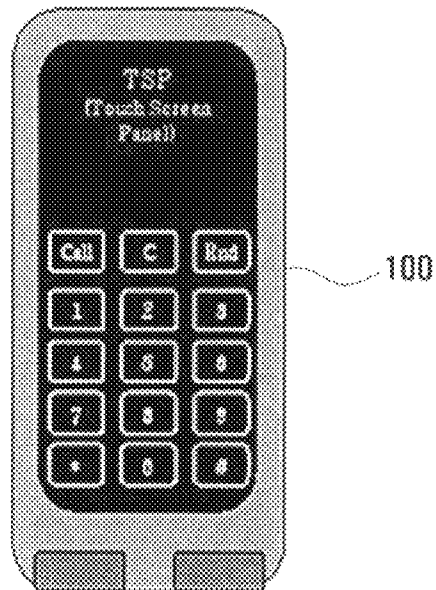 TSP
(Touch Screen
Panel)
Call C End
1 2 3
4 5 6
7 8 9
* 0 #
100